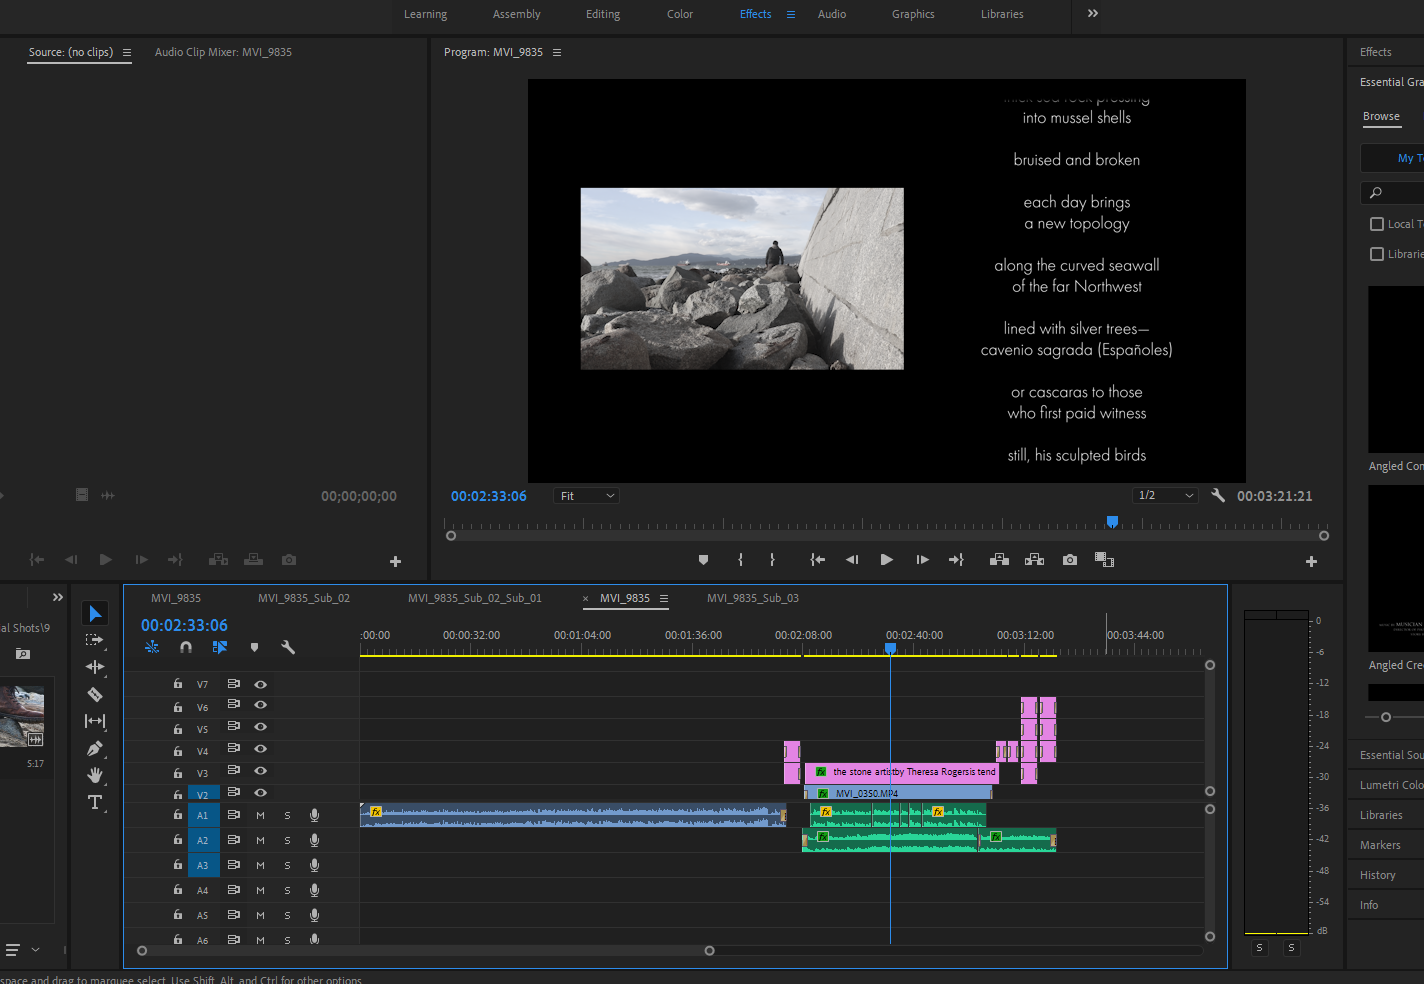 Learning
Assembly
Editing
Color
Effects
Audio
Graphics
Libraries
Source: (no clips)
Audio Clip Mixer: MVI_9835
Program: MVI_9835
Effects
Essential Gra
Browse
My T
Local T
Librarie
into mussel shells
bruised and broken
each day brings
a new topology
along the curved seawall
of the far Northwest
lined with silver trees—
cavenio sagrada (Españoles)
or cascaras to those
who first paid witness
still, his sculpted birds
Angled Con
00;00;00;00
00:02:33:06
Fit
1/2
00:03:21:21
MVI_9835
MVI_9835_Sub_02
MVI_9835_Sub_02_Sub_01
× MVI_9835
MVI_9835_Sub_03
00:02:33:06
:00:00
00:00:32:00
00:01:04:00
00:01:36:00
00:02:08:00
00:02:40:00
00:03:12:00
00:03:44:00
al Shots\9
5:17
V7
V6
V5
V4
V3
the stone artistby Theresa Rogersis tend
V2
fx MVI_0350.MP4
A1 M S
A2 M S
A3 M S
A4 M S
A5 M S
A6 M S
0
-6
-12
-18
-24
-30
-36
-42
-48
-54
dB
S S
Angled Cre
Essential Sou
Lumetri Colo
Libraries
Markers
History
Info
space and drag to marquee select. Use Shift, Alt, and Ctrl for other options.